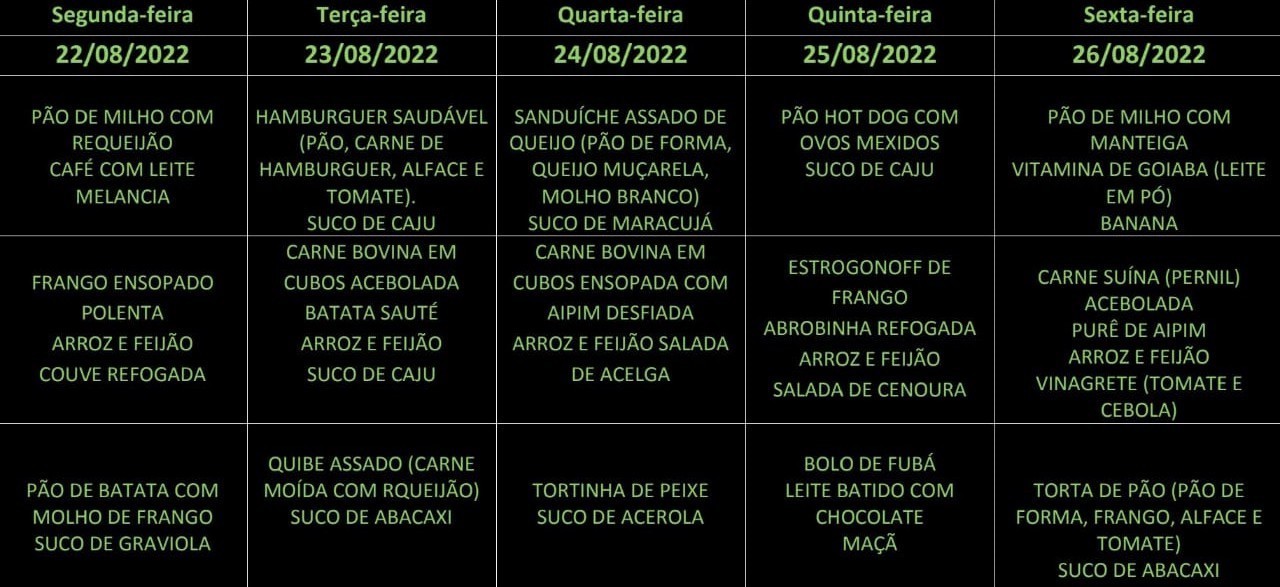 Segunda-feira
Terça-feira
Quarta-feira
Quinta-feira
Sexta-feira
22/08/2022
23/08/2022
24/08/2022
25/08/2022
26/08/2022
PÃO DE MILHO COM
REQUEIJÃO
CAFÉ COM LEITE
MELANCIA
HAMBURGUER SAUDÁVEL
(PÃO, CARNE DE
HAMBURGUER, ALFACE E
TOMATE).
SUCO DE CAJU
SANDUÍCHE ASSADO DE
QUEIJO (PÃO DE FORMA,
QUEIJO MUÇARELA,
MOLHO BRANCO)
SUCO DE MARACUJÁ
PÃO HOT DOG COM
OVOS MEXIDOS
SUCO DE CAJU
PÃO DE MILHO COM
MANTEIGA
VITAMINA DE GOIABA (LEITE
EM PÓ)
BANANA
FRANGO ENSOPADO
POLENTA
ARROZ E FEIJÃO
COUVE REFOGADA
CARNE BOVINA EM
CUBOS ACEBOLADA
BATATA SAUTÉ
ARROZ E FEIJÃO
SUCO DE CAJU
CARNE BOVINA EM
CUBOS ENSOPADA COM
AIPIM DESFIADA
ARROZ E FEIJÃO SALADA
DE ACELGA
ESTROGONOFF DE
FRANGO
ABROBINHA REFOGADA
ARROZ E FEIJÃO
SALADA DE CENOURA
CARNE SUÍNA (PERNIL)
ACEBOLADA
PURÊ DE AIPIM
ARROZ E FEIJÃO
VINAGRETE (TOMATE E
CEBOLA)
PÃO DE BATATA COM
MOLHO DE FRANGO
SUCO DE GRAVIOLA
QUIBE ASSADO (CARNE
MOÍDA COM RQUEIJÃO)
SUCO DE ABACAXI
TORTINHA DE PEIXE
SUCO DE ACEROLA
BOLO DE FUBÁ
LEITE BATIDO COM
CHOCOLATE
MAÇÃ
TORTA DE PÃO (PÃO DE
FORMA, FRANGO, ALFACE E
TOMATE)
SUCO DE ABACAXI